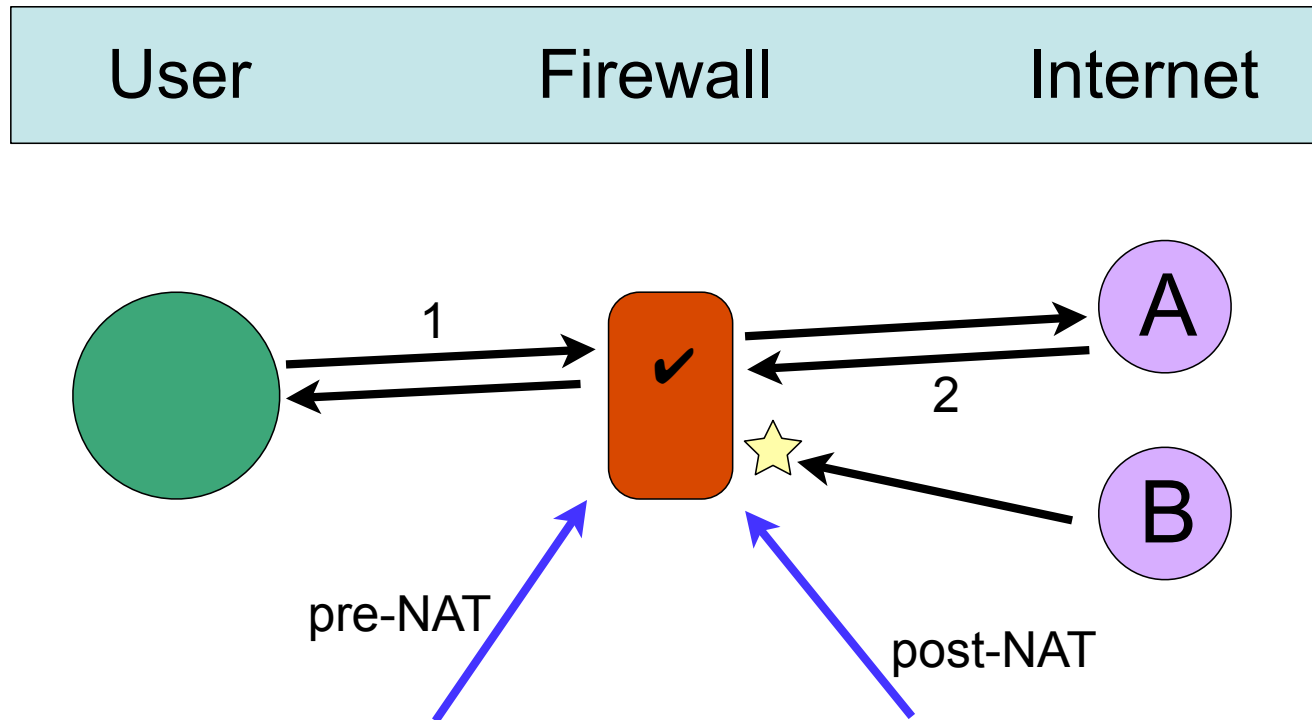 User Firewall Internet
1
✔
A
2
B
pre-NAT
post-NAT